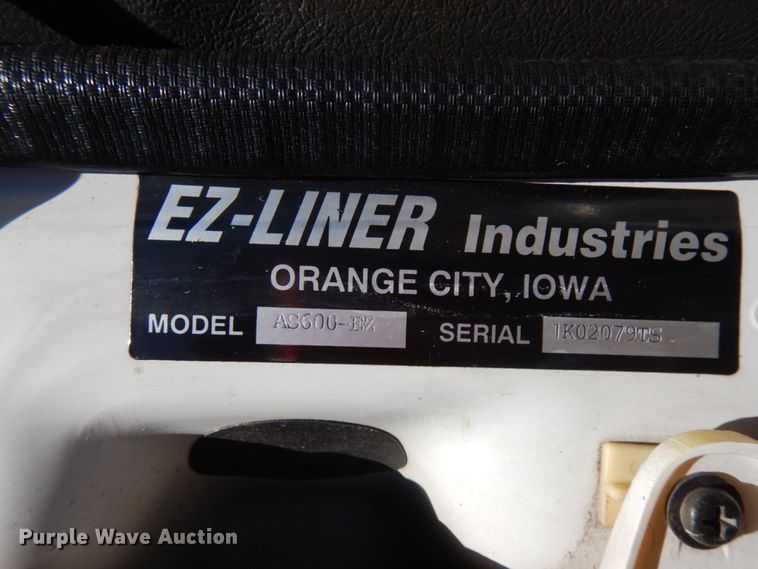 EZ-LINER Industries
ORANGE CITY, IOWA
MODEL AS600-EZ SERIAL 1K02079TS
Purple Wave Auction